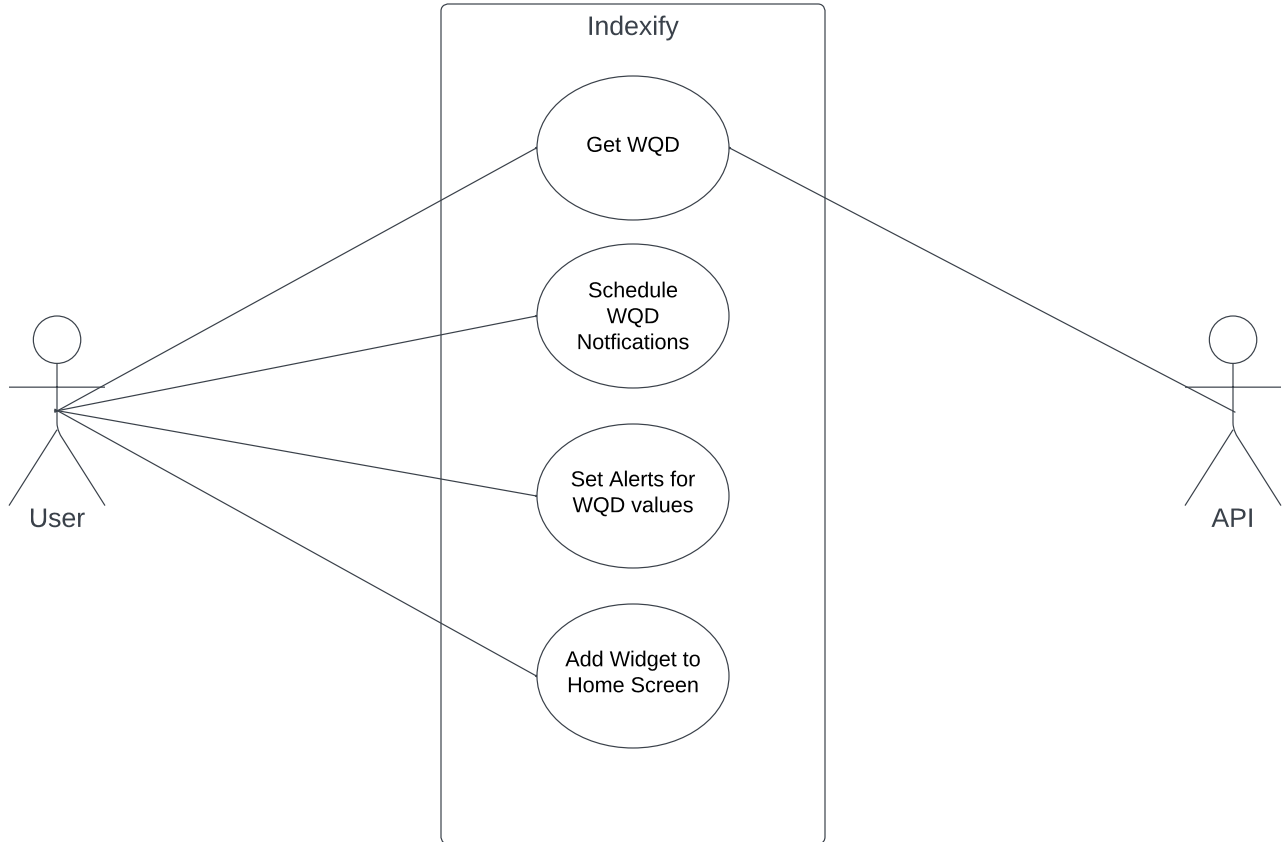 Indexify
Get WQD
Schedule
WQD
Notfications
Set Alerts for
WQD values
Add Widget to
Home Screen
User
API